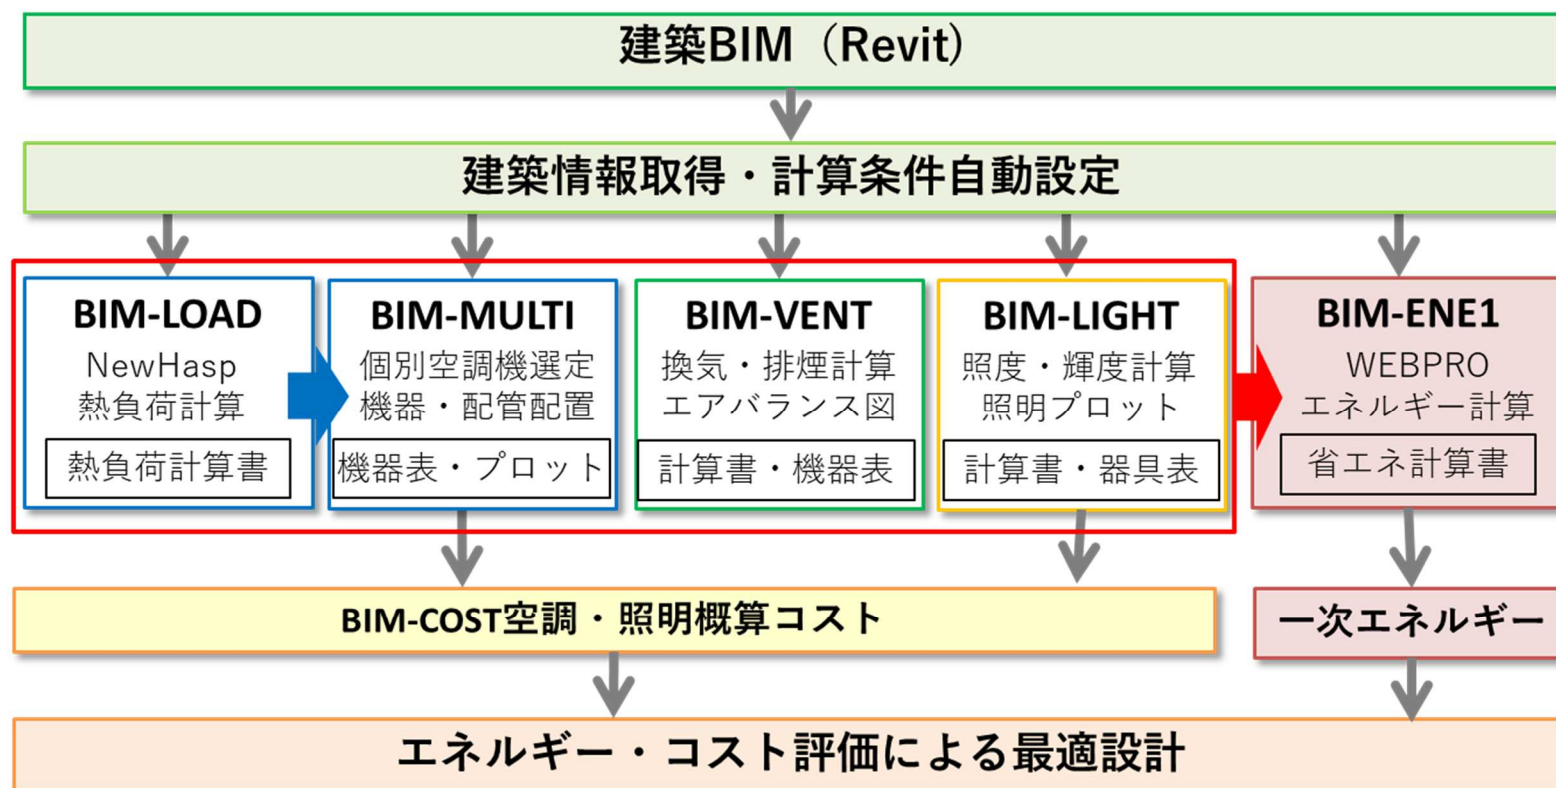 建築BIM（Revit）
建築情報取得・計算条件自動設定
BIM-LOAD
NewHasp
熱負荷計算
熱負荷計算書
BIM-MULTI
個別空調機選定
機器・配管配置
機器表・プロット
BIM-VENT
換気・排煙計算
エアバランス図
計算書・機器表
BIM-LIGHT
照度・輝度計算
照明プロット
計算書・器具表
BIM-ENE1
WEBPRO
エネルギー計算
省エネ計算書
BIM-COST空調・照明概算コスト
一次エネルギー
エネルギー・コスト評価による最適設計